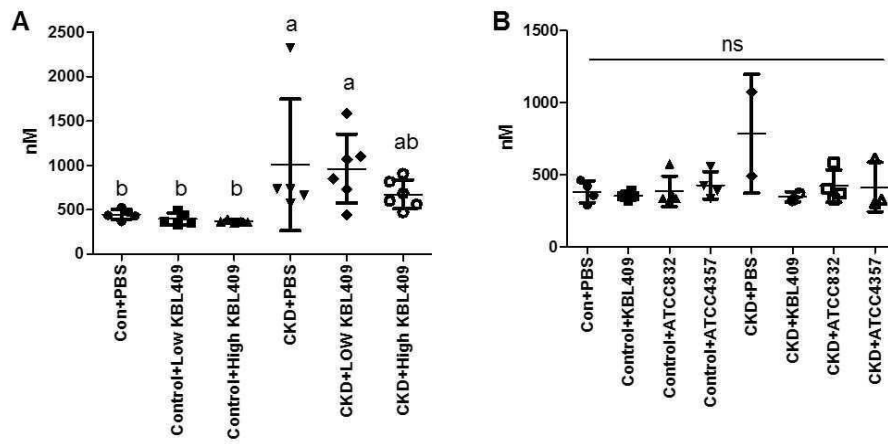 A
nM
2500
2000
1500
1000
500
0
b
b
b
a
a
ab
Con+PBS
Control+Low KBL409
Control+High KBL409
CKD+PBS
CKD+LOW KBL409
CKD+High KBL409
B
nM
1500
1000
500
0
ns
Con+PBS
Control+KBL409
Control+ATCC832
Control+ATCC4357
CKD+PBS
CKD+KBL409
CKD+ATCC832
CKD+ATCC4357